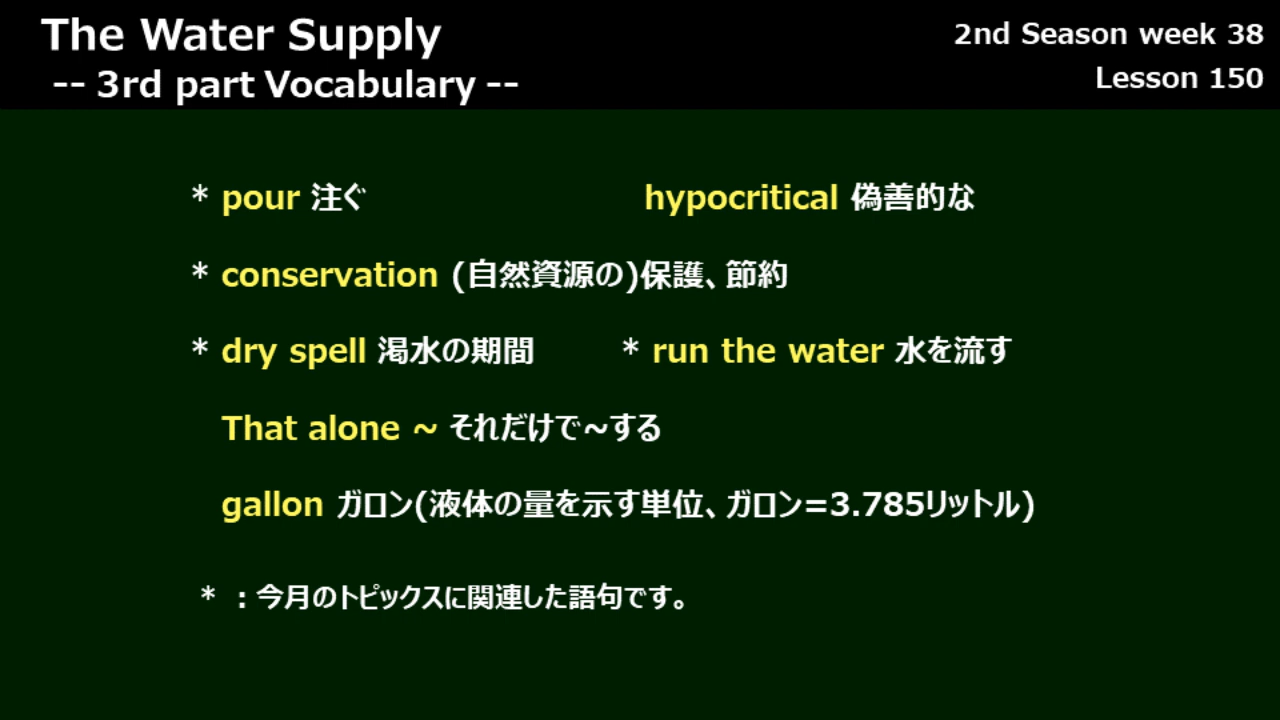 The Water Supply
2nd Season week 38
-- 3rd part Vocabulary --
Lesson 150
* pour 注ぐ hypocritical 偽善的な
* conservation (自然資源の)保護、節約
* dry spell 渇水の期間 * run the water 水を流す
That alone ~ それだけで~する
gallon ガロン(液体の量を示す単位、ガロン=3.785リットル)
* :今月のトピックスに関連した語句です。